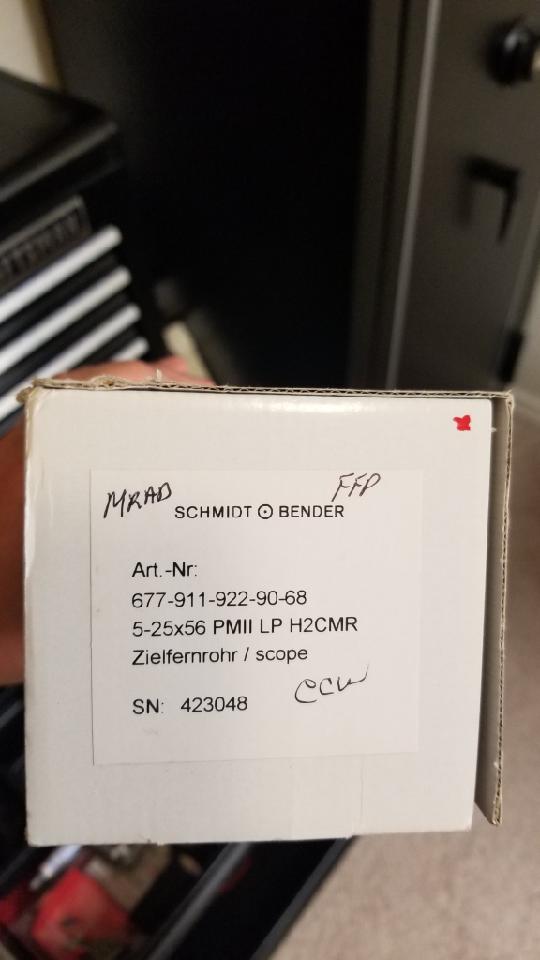 MRAD
FFP
SCHMIDT BENDER
Art.-Nr:
677-911-922-90-68
5-25x56 PMII LP H2CMR
Zielfernrohr / scope
CCW
SN: 423048